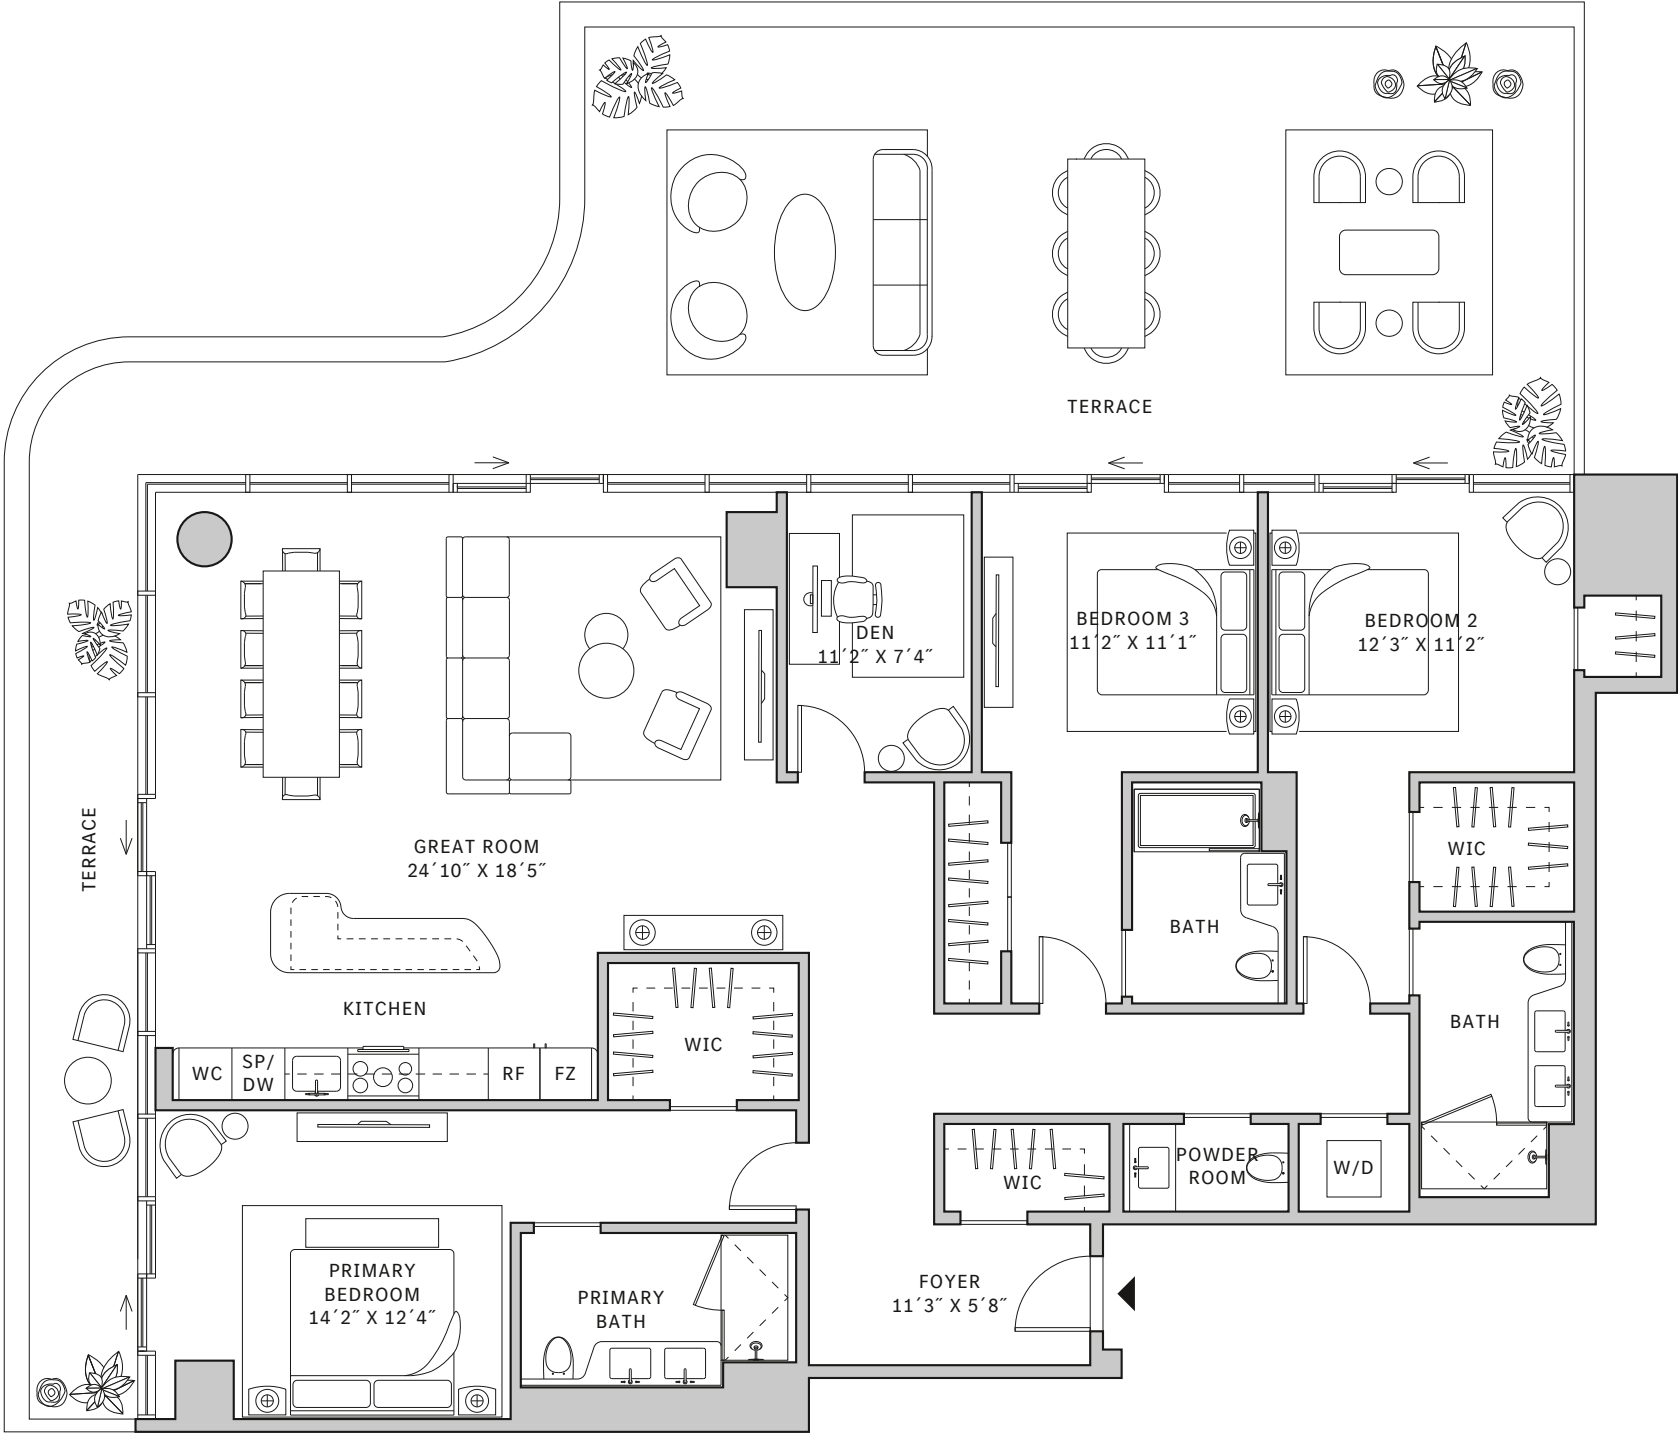 TERRACE
DEN
11´2˝ X 7´4˝
BEDROOM 3
11´2˝ X 11´1˝
BEDROOM 2
12´3˝ X 11´2˝
TERRACE
GREAT ROOM
24´10˝ X 18´5˝
WIC
BATH
KITCHEN
WIC
BATH
WC
SP/
DW
RF
FZ
WIC
POWDER
ROOM
W/D
PRIMARY
BEDROOM
14´2˝ X 12´4˝
PRIMARY
BATH
FOYER
11´3˝ X 5´8˝